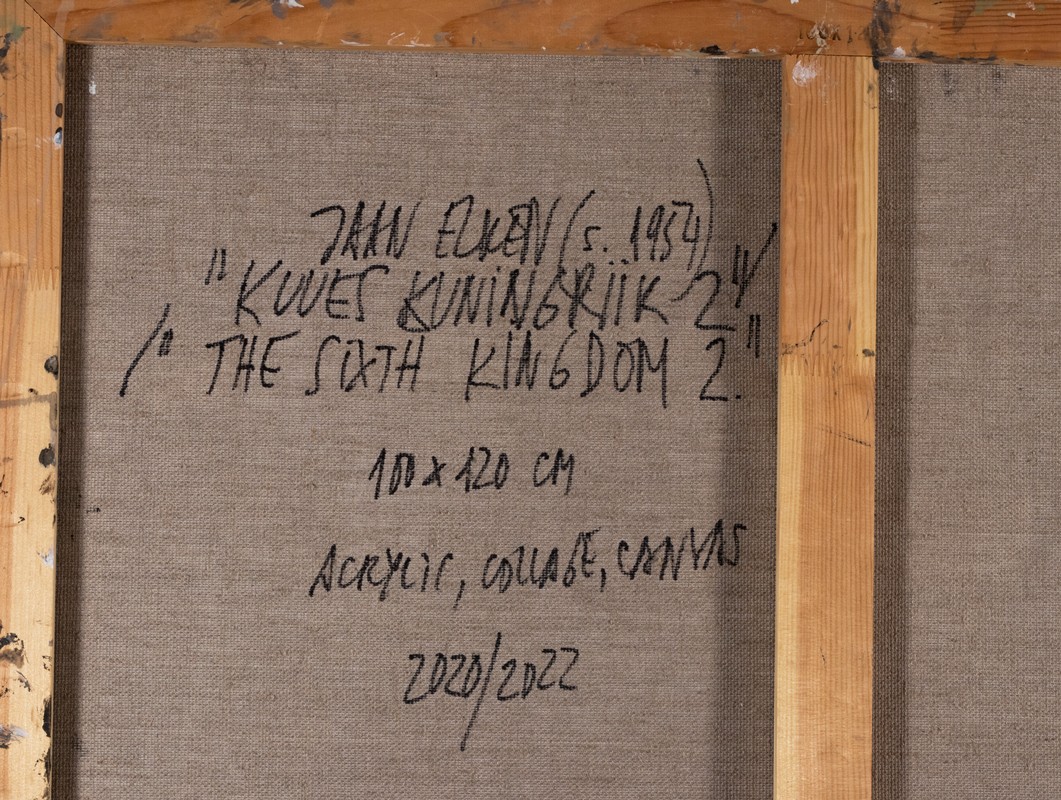 JAAN ELKEN (s. 1954)
"KUUES KUNINGRIIK 2"/
/" THE SIXTH KINGDOM 2."
100 x 120 CM
ACRYLIC, COLLAGE, CANVAS
2020/2022